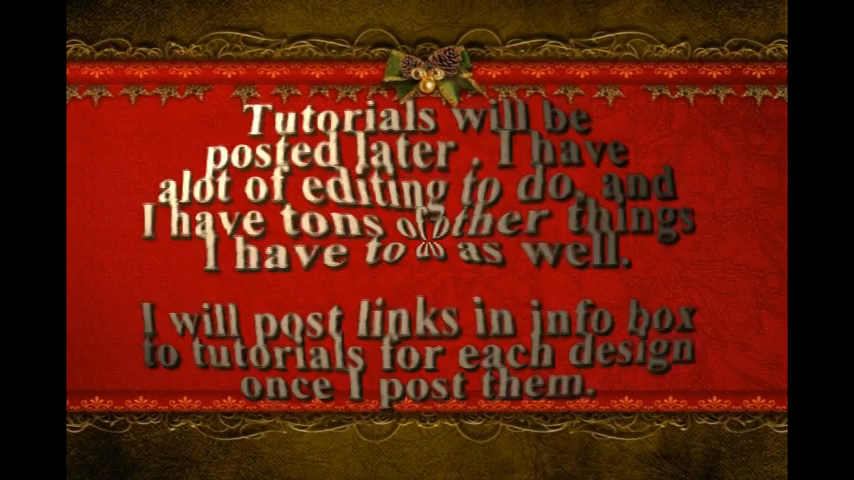 Tutorials will be
posted later . I have
alot of editing to do, and
I have tons of other things
I have to as well.
I will post links in info box
to tutorials for each design
once I post them.